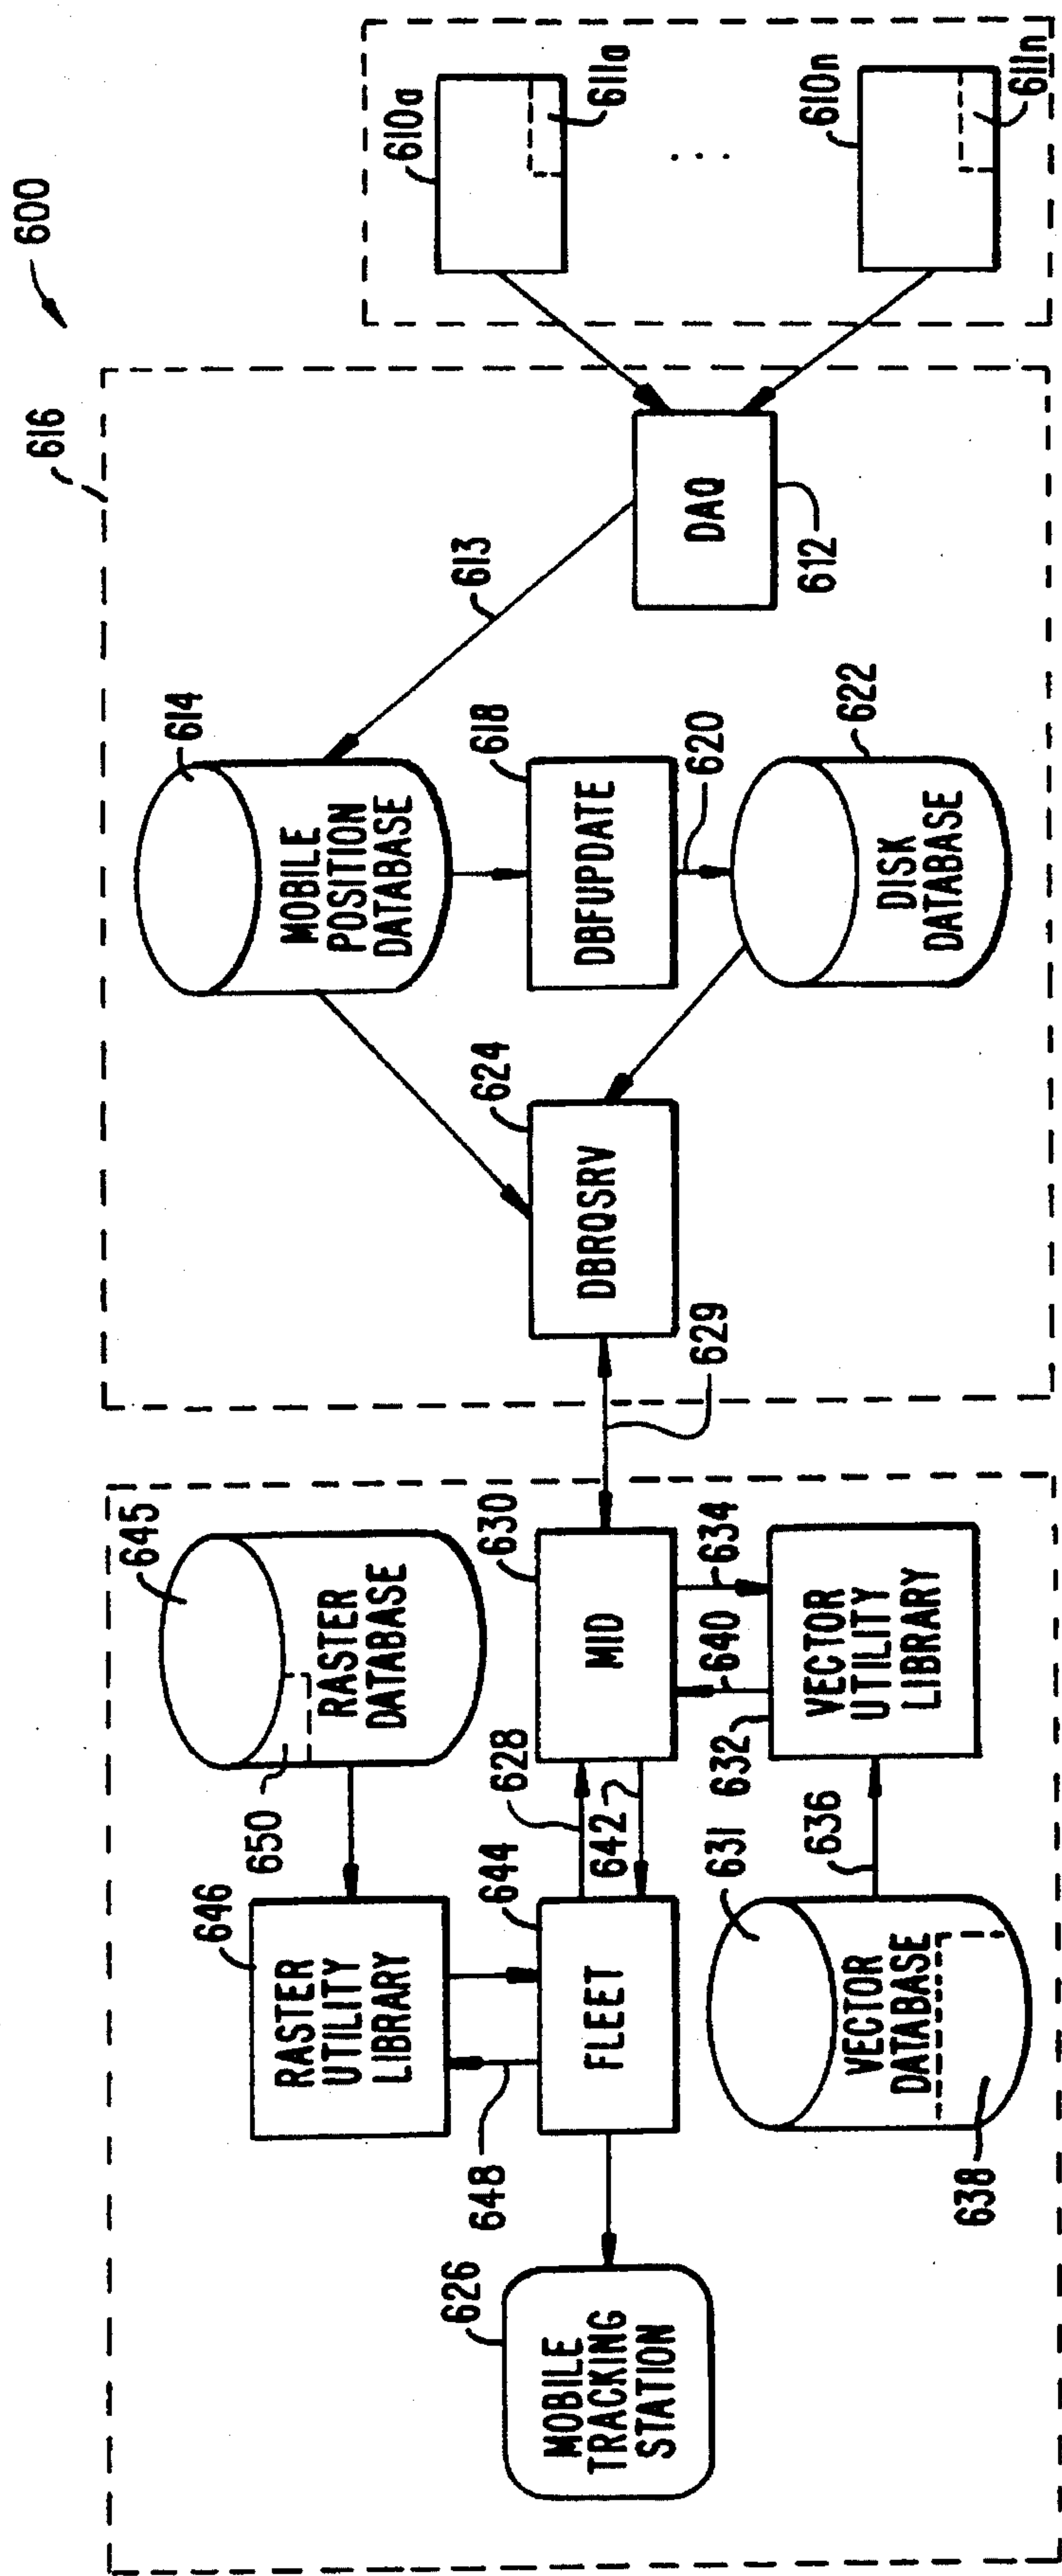 600
616
645
RASTER
DATABASE
650
646
RASTER
UTILITY
LIBRARY
648
644
FLEET
628
642
630
MID
629
634
640
632
VECTOR
UTILITY
LIBRARY
636
631
VECTOR
DATABASE
638
626
MOBILE
TRACKING
STATION
614
MOBILE
POSITION
DATABASE
613
618
DBFUPDATE
620
622
DISK
DATABASE
624
DBRQSRV
DAQ
612
610a
611a
...
610n
611n